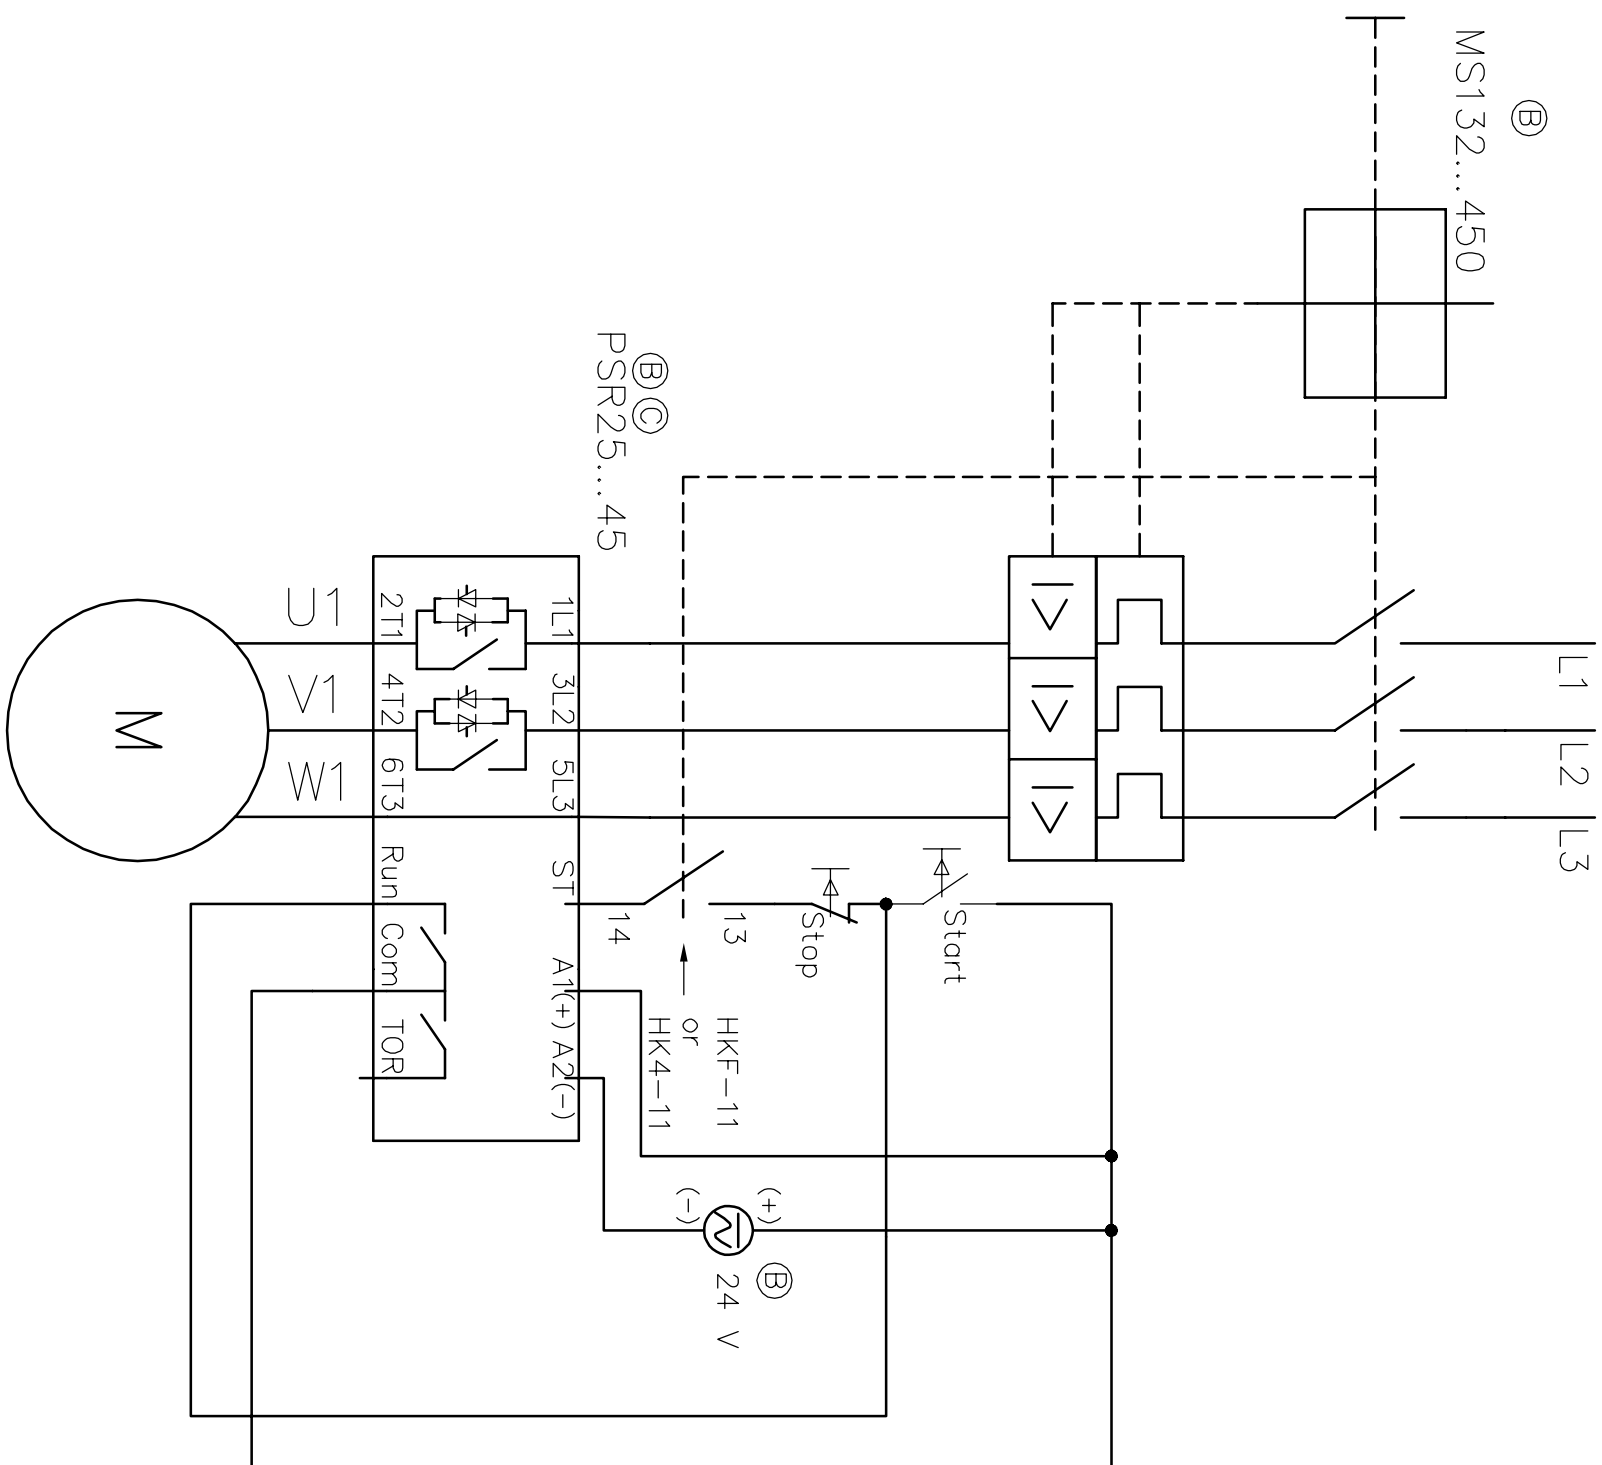 B
MS132...450
L1
L2
L3
B C
PSR25...45
1L1
3L2
5L3
ST
A1(+)
A2(-)
2T1
4T2
6T3
Run
Com
TOR
U1
V1
W1
M
14
13
Stop
Start
HKF-11
or
HK4-11
(+)
(-)
B
24 V